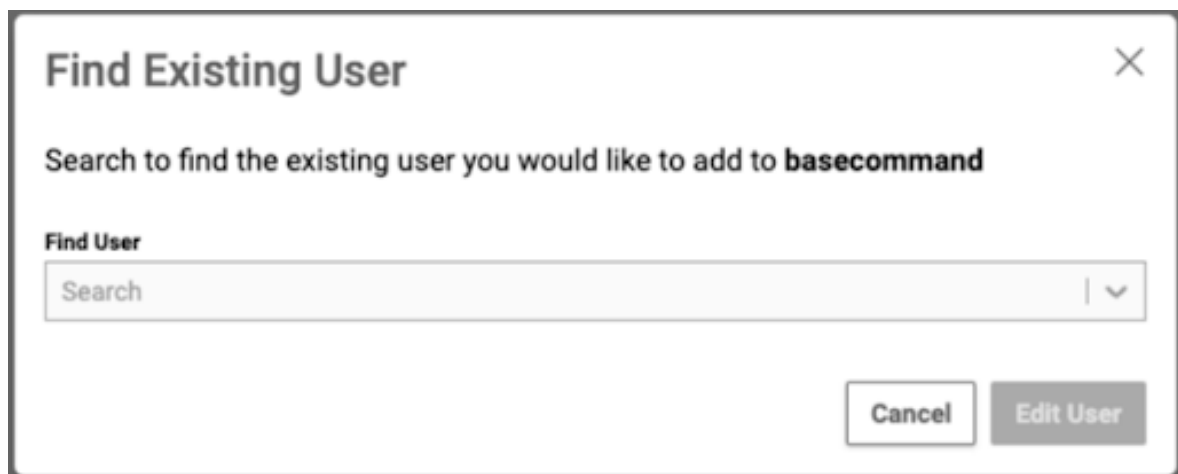 Find Existing User
Search to find the existing user you would like to add to basecommand
Find User
Search
Cancel
Edit User